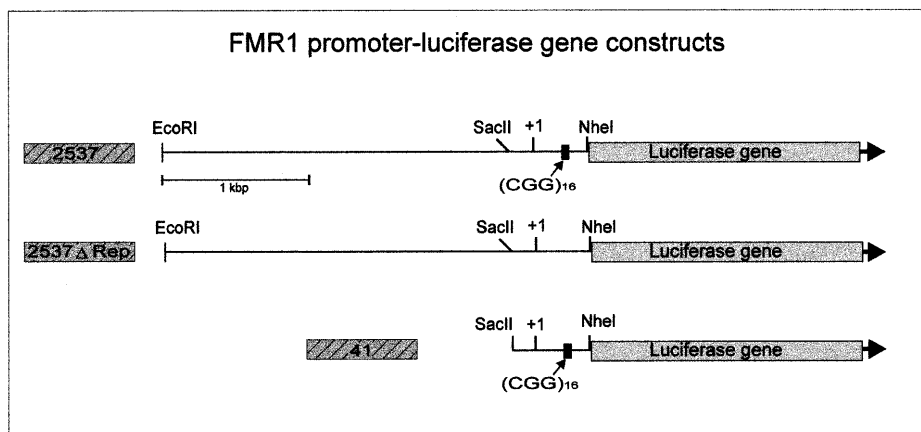 FMR1 promoter-luciferase gene constructs
EcoRI SacII +1 NheI
2537 Luciferase gene
1 kbp (CGG)16
EcoRI SacII +1 NheI
2537 Δ Rep Luciferase gene
SacII +1 NheI
41 Luciferase gene
(CGG)16